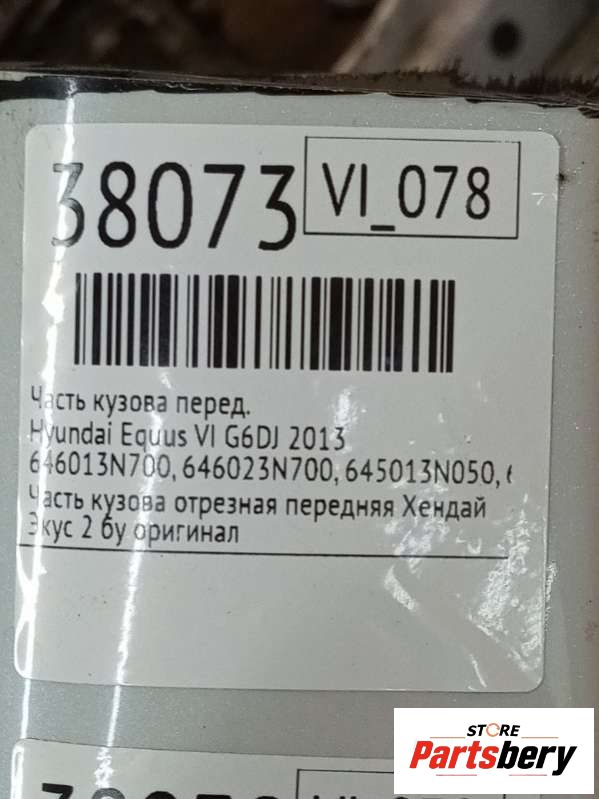 38073
VI_078
Часть кузова перед.
Hyundai Equus VI G6DJ 2013
646013N700, 646023N700, 645013N050,
Часть кузова отрезная передняя Хендай
Экус 2 бу оригинал
STORE
Partsbery